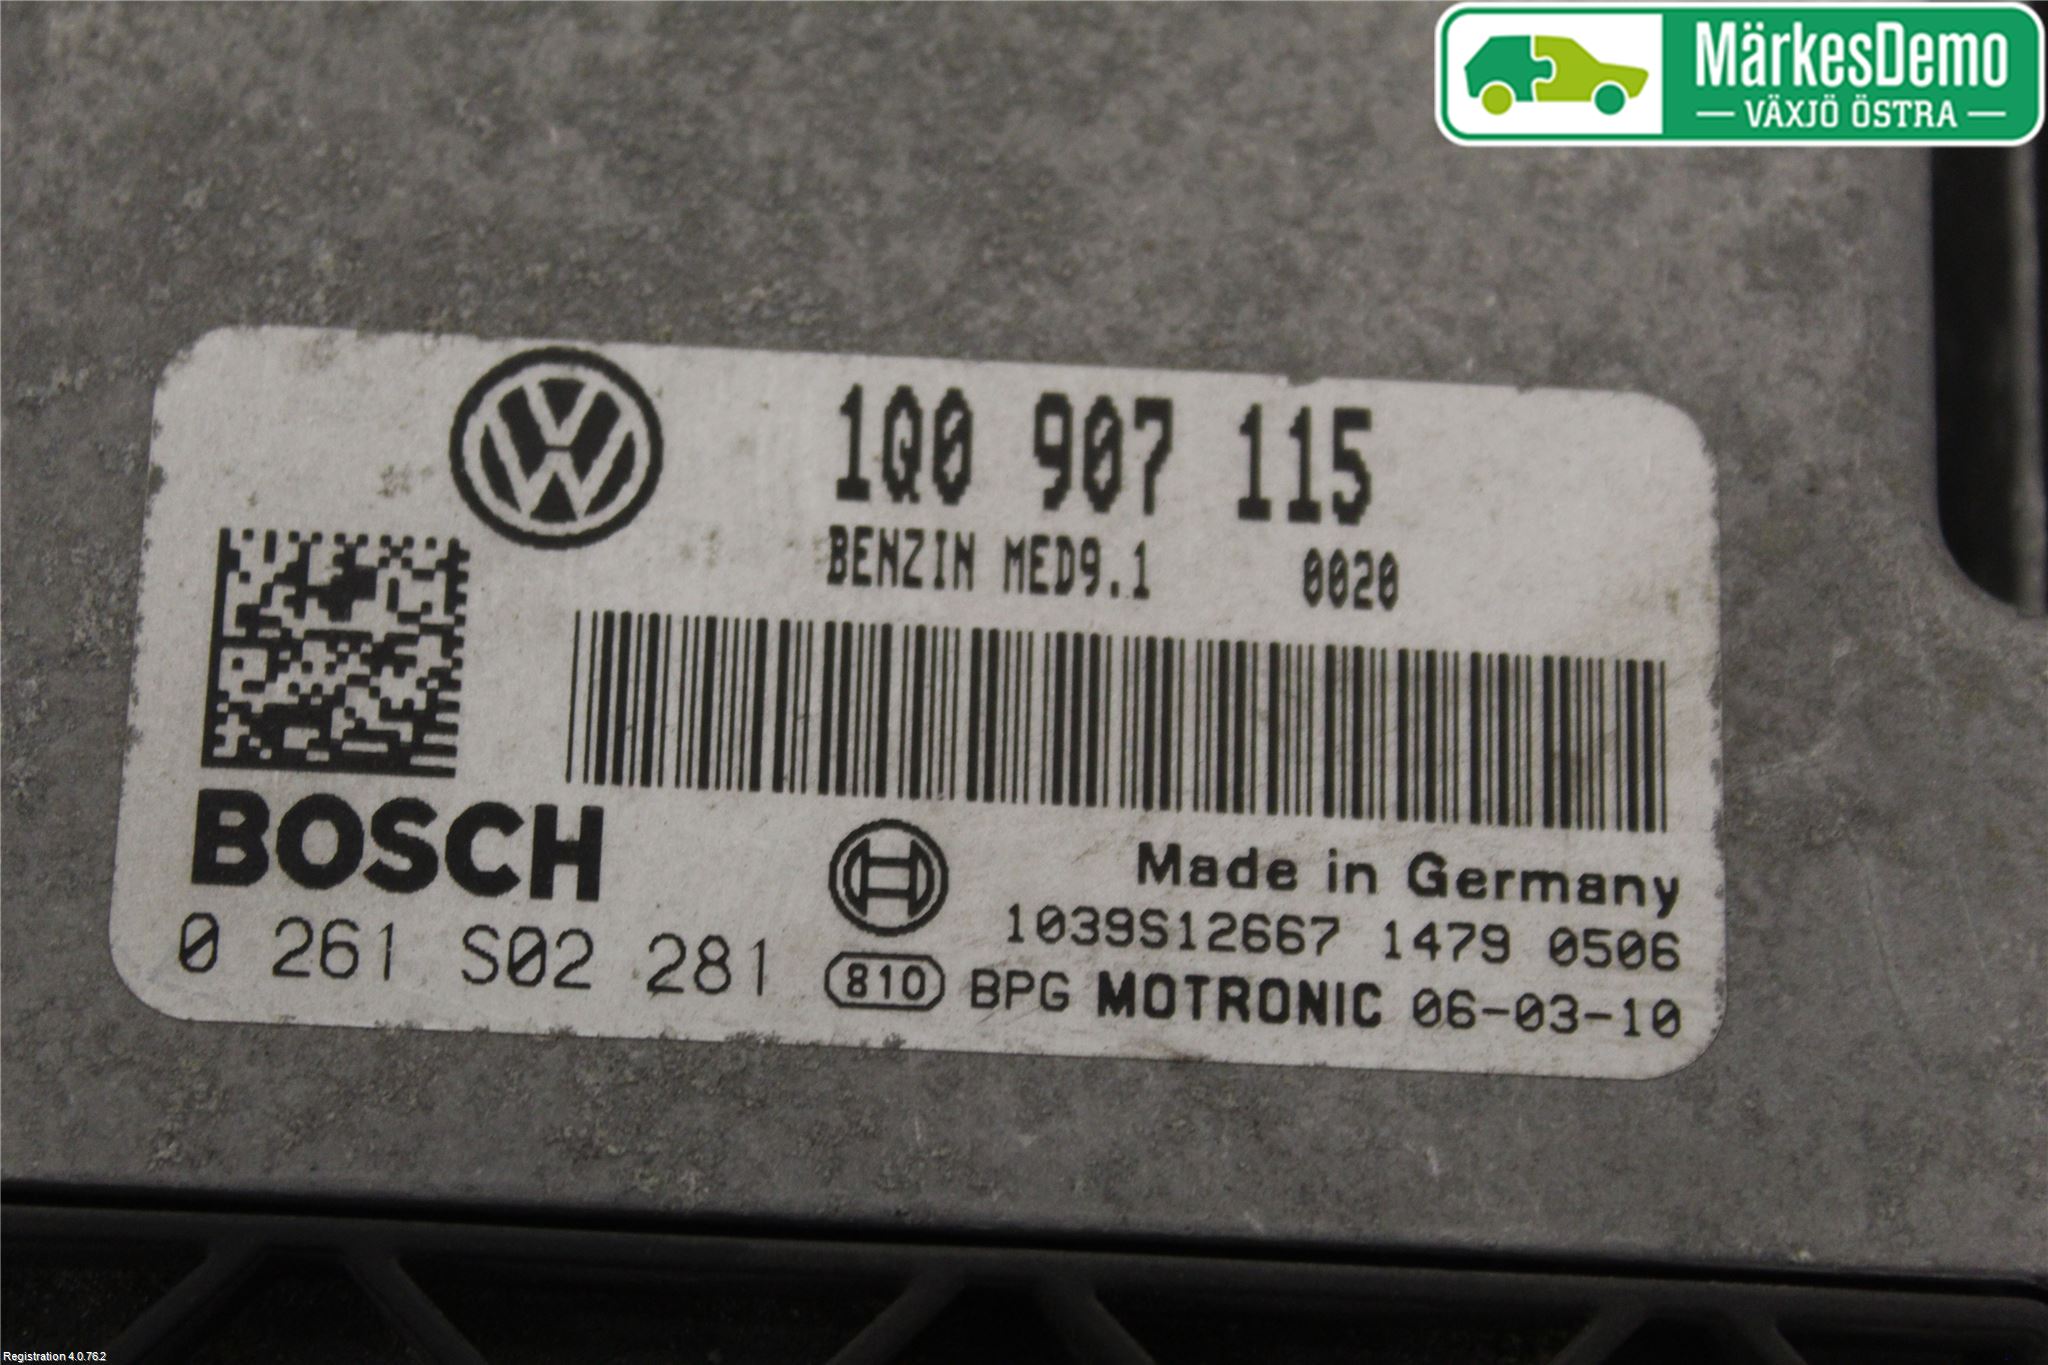 MärkesDemo
VÄXJÖ ÖSTRA
1Q0 907 115
BENZIN MED9.1 0020
BOSCH
0 261 S02 281
Made in Germany
1039S12667 1479 0506
810 BPG MOTRONIC 06-03-10
Registration 4.0.76.2